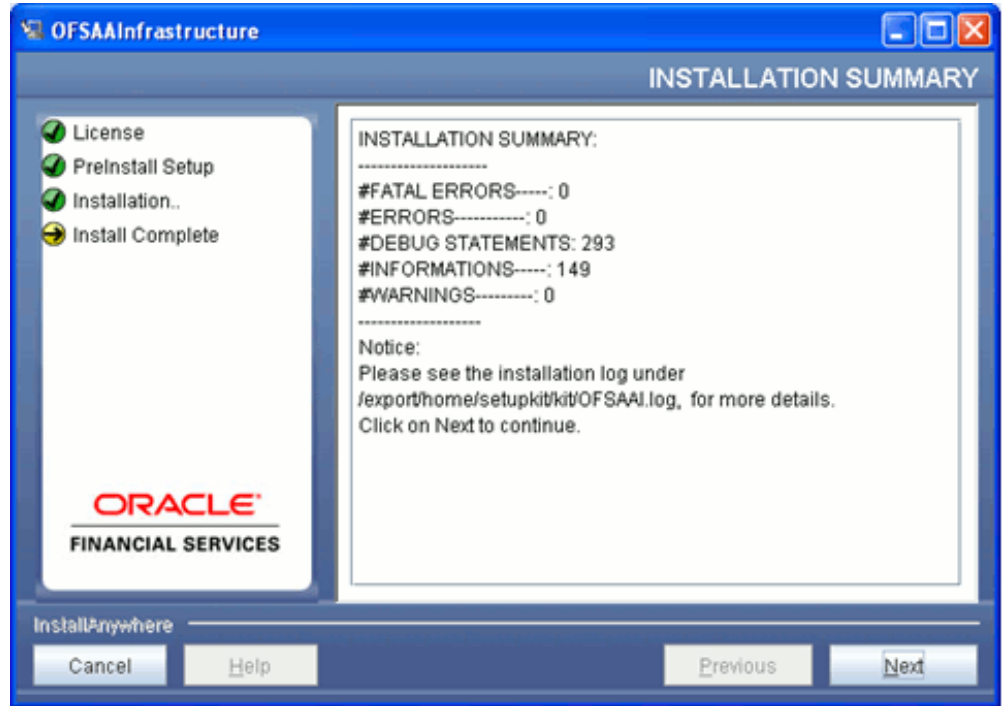 OFSAAInfrastructure
INSTALLATION SUMMARY
License
PreInstall Setup
Installation..
Install Complete
ORACLE
FINANCIAL SERVICES
INSTALLATION SUMMARY:
---------------------
#FATAL ERRORS-----: 0
#ERRORS-----------: 0
#DEBUG STATEMENTS: 293
#INFORMATIONS-----: 149
#WARNINGS---------: 0
--------------------
Notice:
Please see the installation log under
/export/home/setupkit/kit/OFSAAI.log, for more details.
Click on Next to continue.
InstallAnywhere
Cancel
Help
Previous
Next